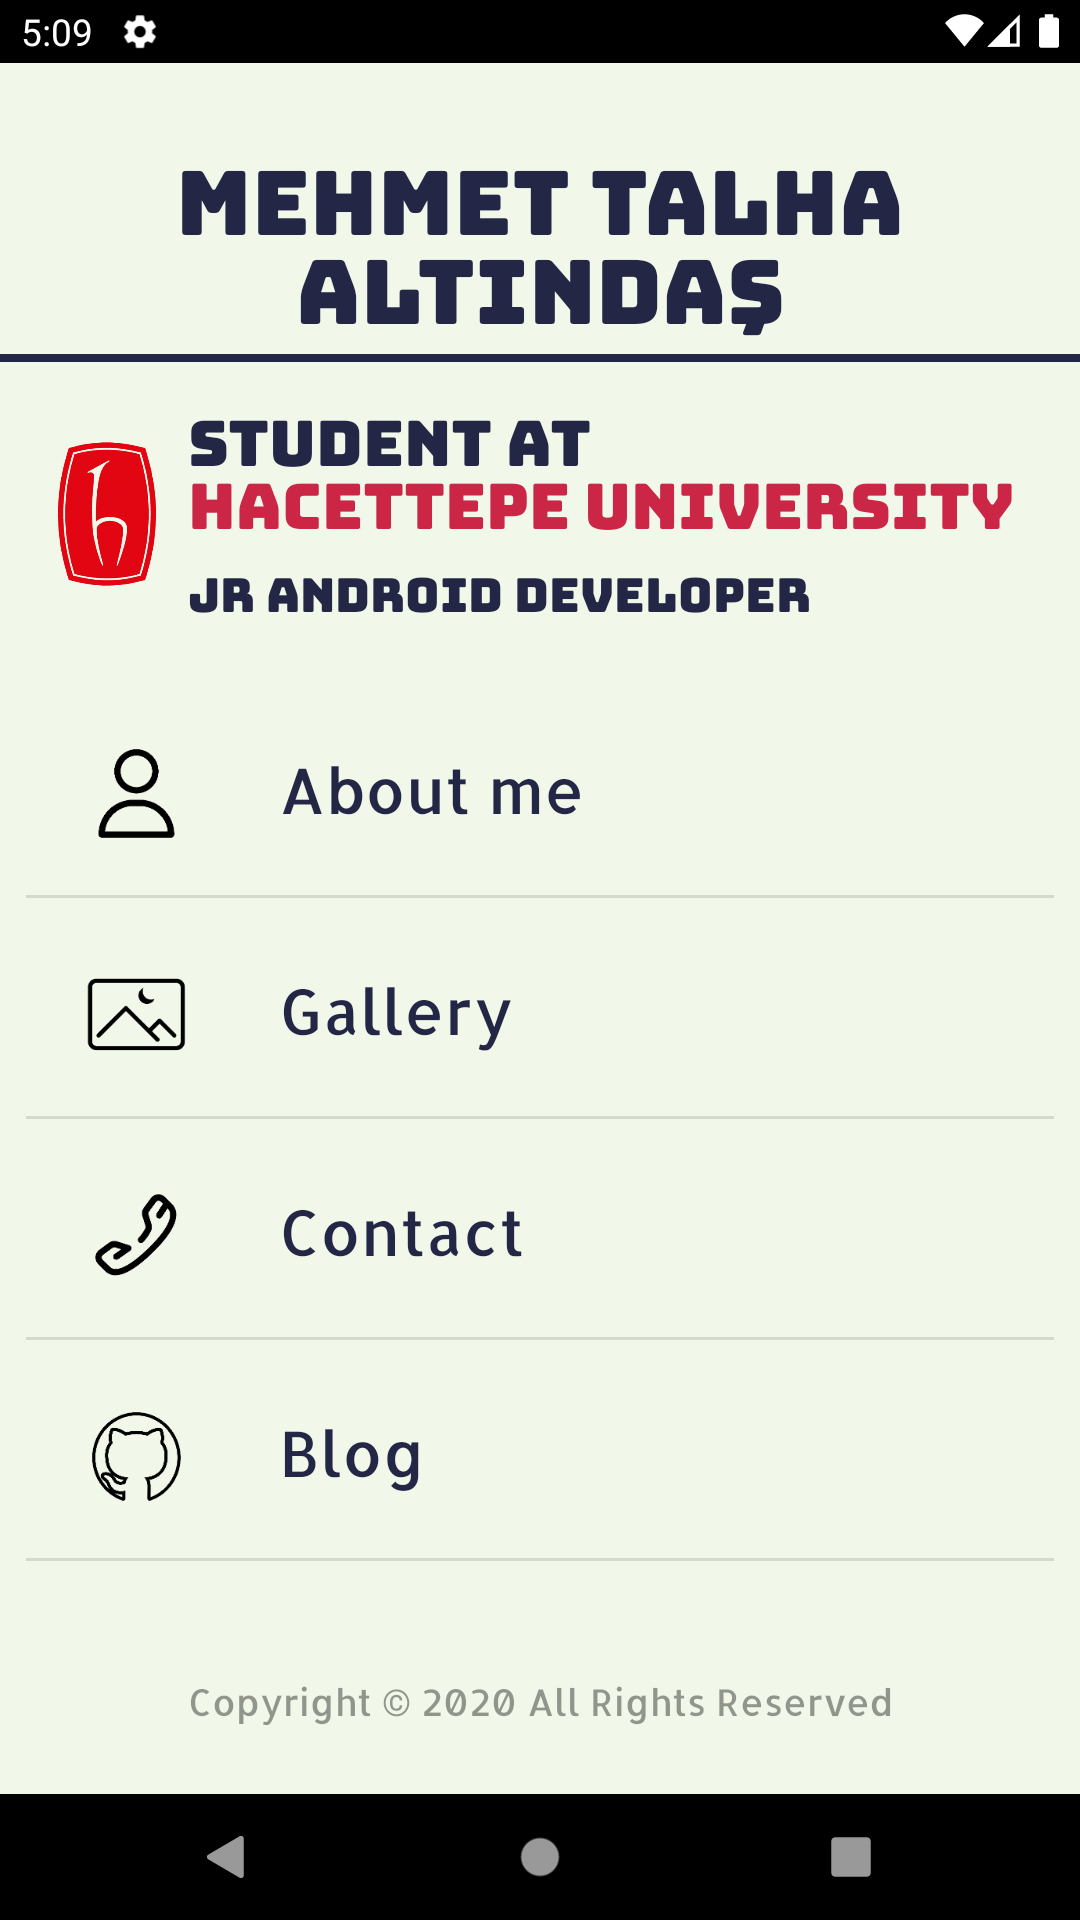 5:09
MEHMET TALHA
ALTINDAŞ
STUDENT AT
HACETTEPE UNIVERSITY
JR ANDROID DEVELOPER
About me
Gallery
Contact
Blog
Copyright © 2020 All Rights Reserved